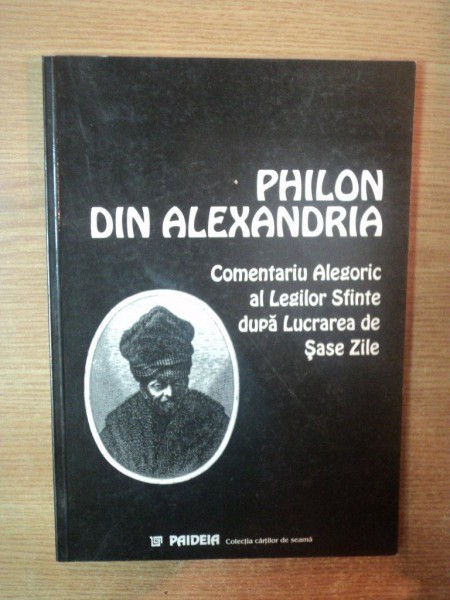 PHILON
DIN ALEXANDRIA
Comentariu Alegoric
al Legilor Sfinte
după Lucrarea de
Șase Zile
PAIDEIA Colecția cărților de seamă